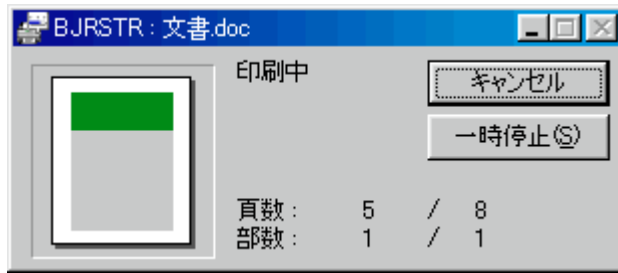 BJRSTR : 文書.doc
印刷中
キャンセル
一時停止(S)
頁数 : 5 / 8
部数 : 1 / 1